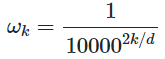 ω_k = 1 / 10000^{2k/d}